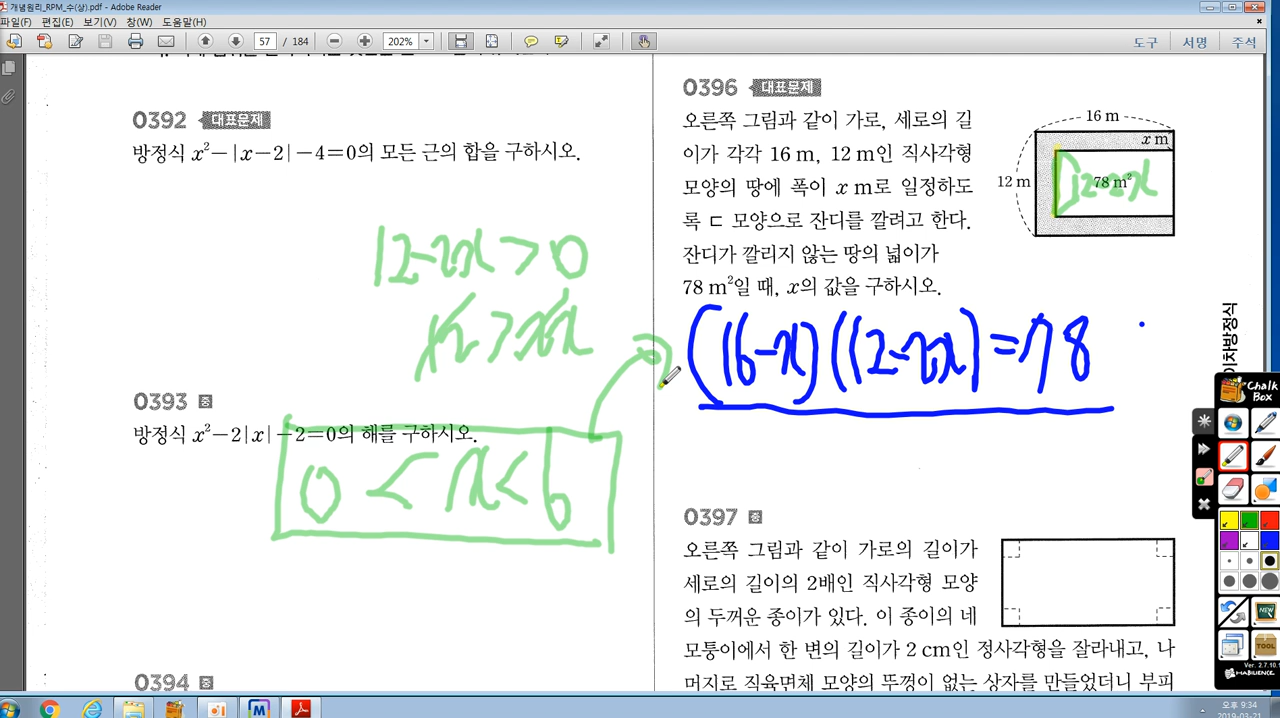 개념원리_RPM_수(상).pdf - Adobe Reader
파일(F) 편집(E) 보기(V) 창(W) 도움말(H)
57 / 184 202% 도구 서명 주석
0392 대표문제
방정식 x²-|x-2|-4=0의 모든 근의 합을 구하시오.
12-2x>0
12>2x
0393 중
방정식 x²-2|x|-2=0의 해를 구하시오.
0<x<6
0394 중
0396 대표문제
오른쪽 그림과 같이 가로, 세로의 길
이가 각각 16 m, 12 m인 직사각형
모양의 땅에 폭이 x m로 일정하도
록 ㄷ 모양으로 잔디를 깔려고 한다.
잔디가 깔리지 않는 땅의 넓이가
78 m²일 때, x의 값을 구하시오.
16 m
x m
12 m
78 m²
12-2x
(16-x)(12-2x)=78
이차방정식
0397 중
오른쪽 그림과 같이 가로의 길이가
세로의 길이의 2배인 직사각형 모양
의 두꺼운 종이가 있다. 이 종이의 네
모퉁이에서 한 변의 길이가 2 cm인 정사각형을 잘라내고, 나
머지로 직육면체 모양의 뚜껑이 없는 상자를 만들었더니 부피
Chalk
Box
NEW
TOOL
Ver. 2.7.10.
HABILIENCE
오후 9:34
2019-03-21